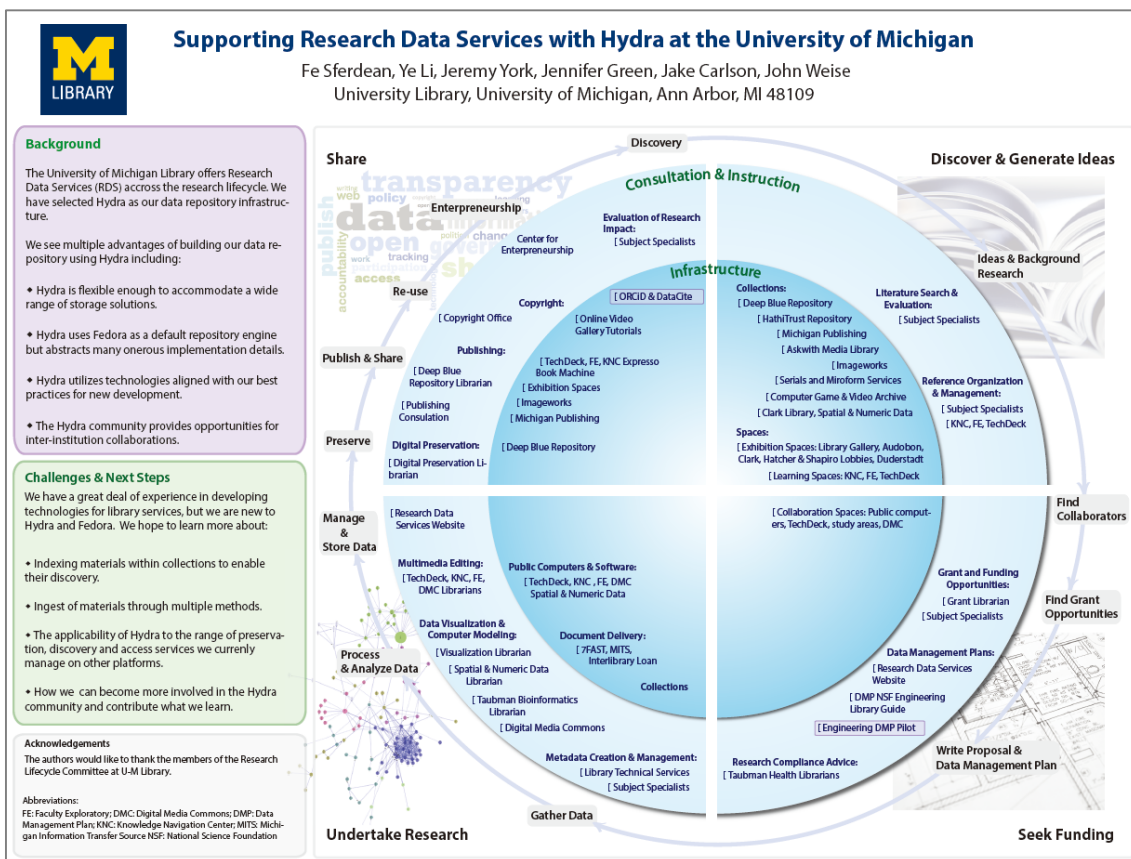 M
LIBRARY
Supporting Research Data Services with Hydra at the University of Michigan
Fe Sferdean, Ye Li, Jeremy York, Jennifer Green, Jake Carlson, John Weise
University Library, University of Michigan, Ann Arbor, MI 48109
Background
The University of Michigan Library offers Research
Data Services (RDS) accross the research lifecycle. We
have selected Hydra as our data repository infrastruc-
ture.
We see multiple advantages of building our data re-
pository using Hydra including:
◆ Hydra is flexible enough to accommodate a wide
range of storage solutions.
◆ Hydra uses Fedora as a default repository engine
but abstracts many onerous implementation details.
◆ Hydra utilizes technologies aligned with our best
practices for new development.
◆ The Hydra community provides opportunities for
inter-institution collaborations.
Challenges & Next Steps
We have a great deal of experience in developing
technologies for library services, but we are new to
Hydra and Fedora. We hope to learn more about:
◆ Indexing materials within collections to enable
their discovery.
◆ Ingest of materials through multiple methods.
◆ The applicability of Hydra to the range of preserva-
tion, discovery and access services we currenly
manage on other platforms.
◆ How we can become more involved in the Hydra
community and contribute what we learn.
Acknowledgements
The authors would like to thank the members of the Research
Lifecycle Committee at U-M Library.
Abbreviations:
FE: Faculty Exploratory; DMC: Digital Media Commons; DMP: Data
Management Plan; KNC: Knowledge Navigation Center; MITS: Michi-
gan Information Transfer Source NSF: National Science Foundation
Share
Discovery
Discover & Generate Ideas
transparency
writing
web
policy
publish
data
open
work
tracking
participation
access
accountability
political
change
Enterpreneurship
Re-use
Publish & Share
Preserve
Manage
&
Store Data
Process
& Analyze Data
Gather Data
Undertake Research
Ideas & Background
Research
Find
Collaborators
Find Grant
Opportunities
Write Proposal &
Data Management Plan
Seek Funding
Consultation & Instruction
Infrastructure
Evaluation of Research
Impact:
[ Subject Specialists
Center for
Enterpreneurship
Copyright:
[ Copyright Office
Publishing:
[ Deep Blue
Repository Librarian
[ Publishing
Consulation
Digital Preservation:
[ Digital Preservation Li-
brarian
[ ORCiD & DataCite
[ Online Video
Gallery Tutorials
[ TechDeck, FE, KNC Expresso
Book Machine
[ Exhibition Spaces
[ Imageworks
[ Michigan Publishing
[ Deep Blue Repository
Collections:
[ Deep Blue Repository
[ HathiTrust Repository
[ Michigan Publishing
[ Askwith Media Library
[ Imageworks
[ Serials and Miroform Services
[ Computer Game & Video Archive
[ Clark Library, Spatial & Numeric Data
Spaces:
[ Exhibition Spaces: Library Gallery, Audobon,
Clark, Hatcher & Shapiro Lobbies, Duderstadt
[ Learning Spaces: KNC, FE, TechDeck
Literature Search &
Evaluation:
[ Subject Specialists
Reference Organization
& Management:
[ Subject Specialists
[ KNC, FE, TechDeck
[ Research Data
Services Website
Multimedia Editing:
[ TechDeck, KNC, FE,
DMC Librarians
Data Visualization &
Computer Modeling:
[ Visualization Librarian
[ Spatial & Numeric Data
Librarian
[ Taubman Bioinformatics
Librarian
[ Digital Media Commons
Metadata Creation & Management:
[ Library Technical Services
[ Subject Specialists
Public Computers & Software:
[ TechDeck, KNC , FE, DMC
Spatial & Numeric Data
Document Delivery:
[ 7FAST, MITS,
Interlibrary Loan
Collections
[ Collaboration Spaces: Public comput-
ers, TechDeck, study areas, DMC
Grant and Funding
Opportunities:
[ Grant Librarian
[ Subject Specialists
Data Management Plans:
[ Research Data Services
Website
[ DMP NSF Engineering
Library Guide
[ Engineering DMP Pilot
Research Compliance Advice:
[ Taubman Health Librarians